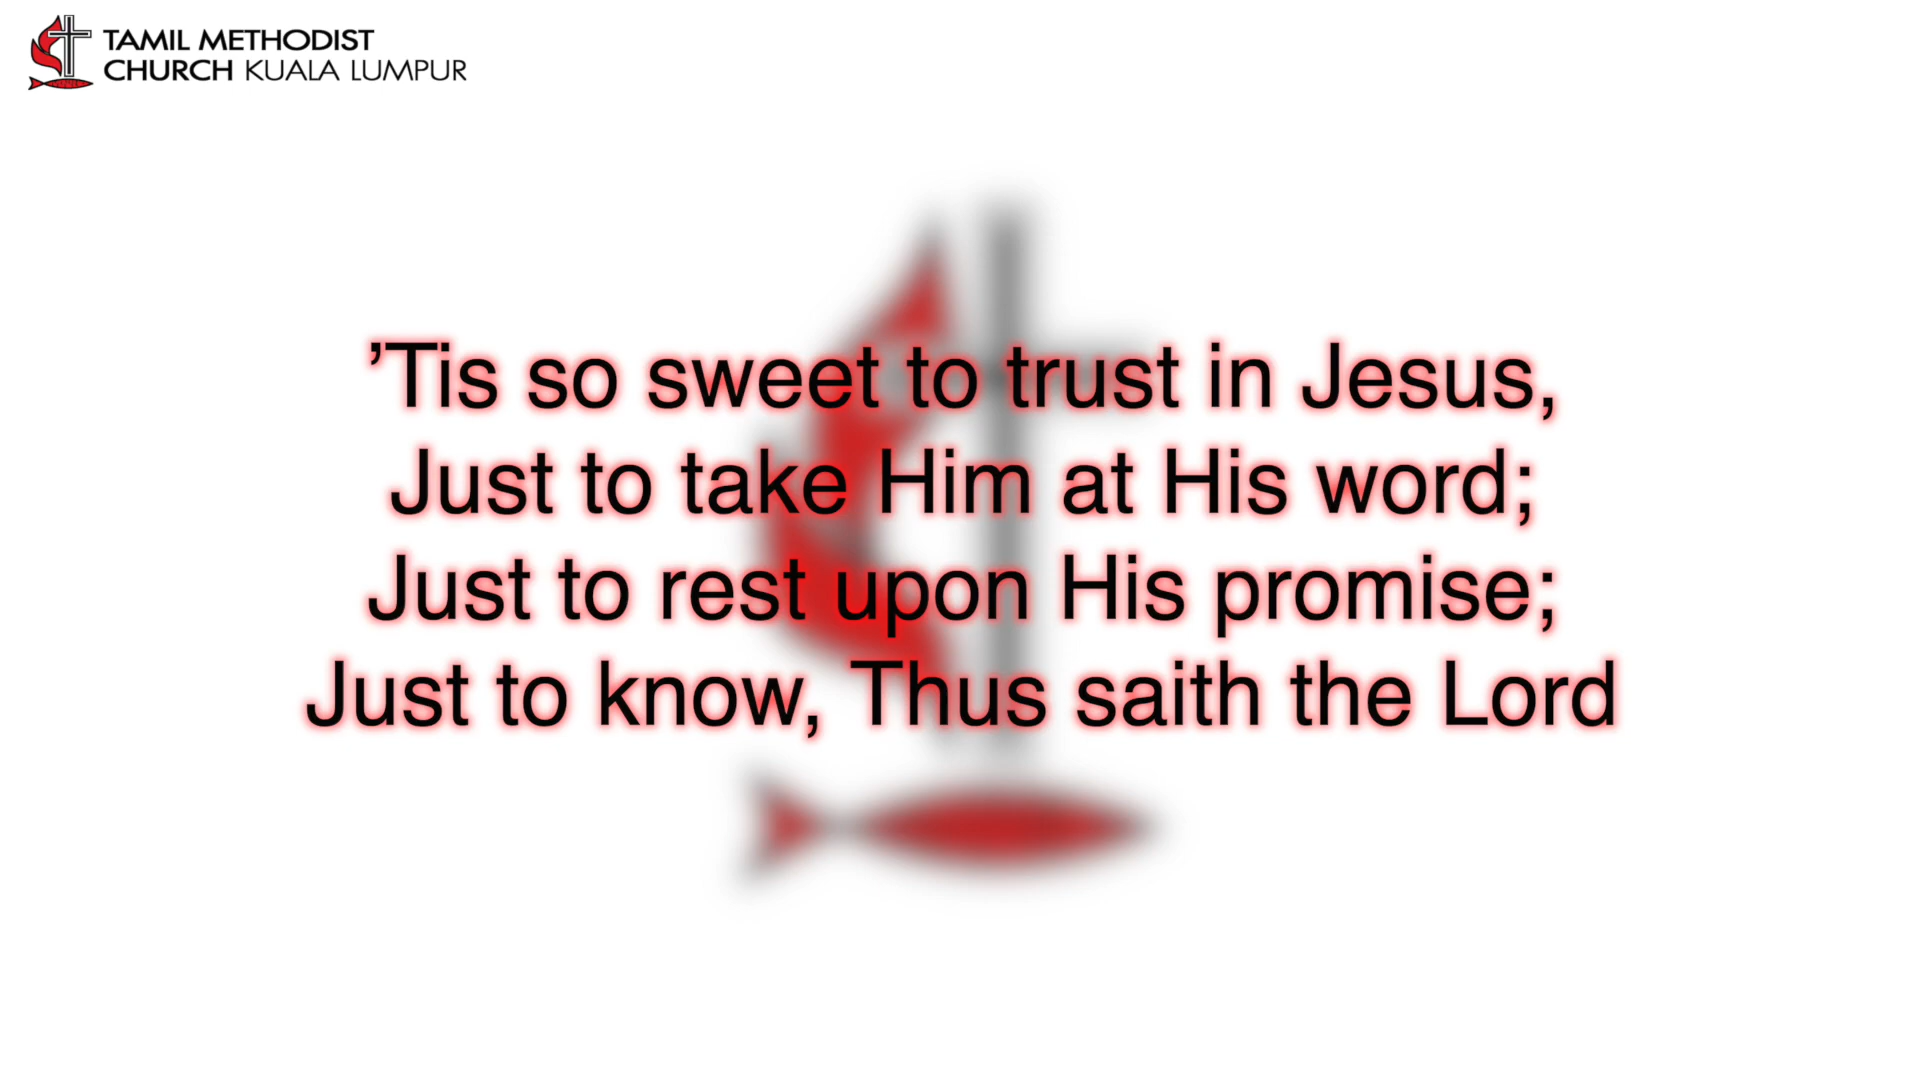 TAMIL METHODIST
CHURCH KUALA LUMPUR
’Tis so sweet to trust in Jesus,
Just to take Him at His word;
Just to rest upon His promise;
Just to know, Thus saith the Lord